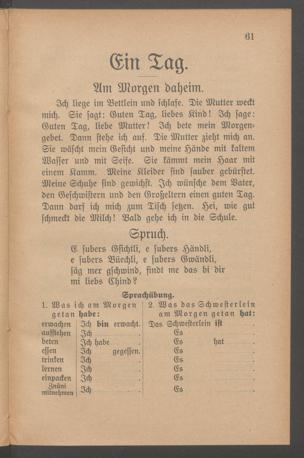 61
Ein Tag.
Am Morgen daheim.
Ich liege im Bettlein und schlafe. Die Mutter weckt
mich. Sie sagt: Guten Tag, liebes Kind! Ich sage:
Guten Tag, liebe Mutter! Ich bete mein Morgen-
gebet. Dann stehe ich auf. Die Mutter zieht mich an.
Sie wäscht mein Gesicht und meine Hände mit kaltem
Wasser und mit Seife. Sie kämmt mein Haar mit
einem Kamm. Meine Kleider sind sauber gebürstet.
Meine Schuhe sind gewichst. Ich wünsche dem Vater,
den Geschwistern und den Großeltern einen guten Tag.
Dann darf ich mich zum Tisch setzen. Hei, wie gut
schmeckt die Milch! Bald gehe ich in die Schule.
Spruch.
E subers Gsichtli, e subers Händli,
e subers Büechli, e subers Gwändli,
säg mer gschwind, findt me das bi dir
mi liebs Chind?
Sprachübung.
1. Was ich am Morgen getan habe:
erwachen Ich bin erwacht.
aufstehen Ich
beten Ich habe
essen Ich gegessen.
trinken Ich
lernen Ich
einpacken Ich
Znüni mitnehmen Ich
2. Was das Schwesterlein am Morgen getan hat:
Das Schwesterlein ist
Es
Es hat
Es
Es
Es
Es
Es